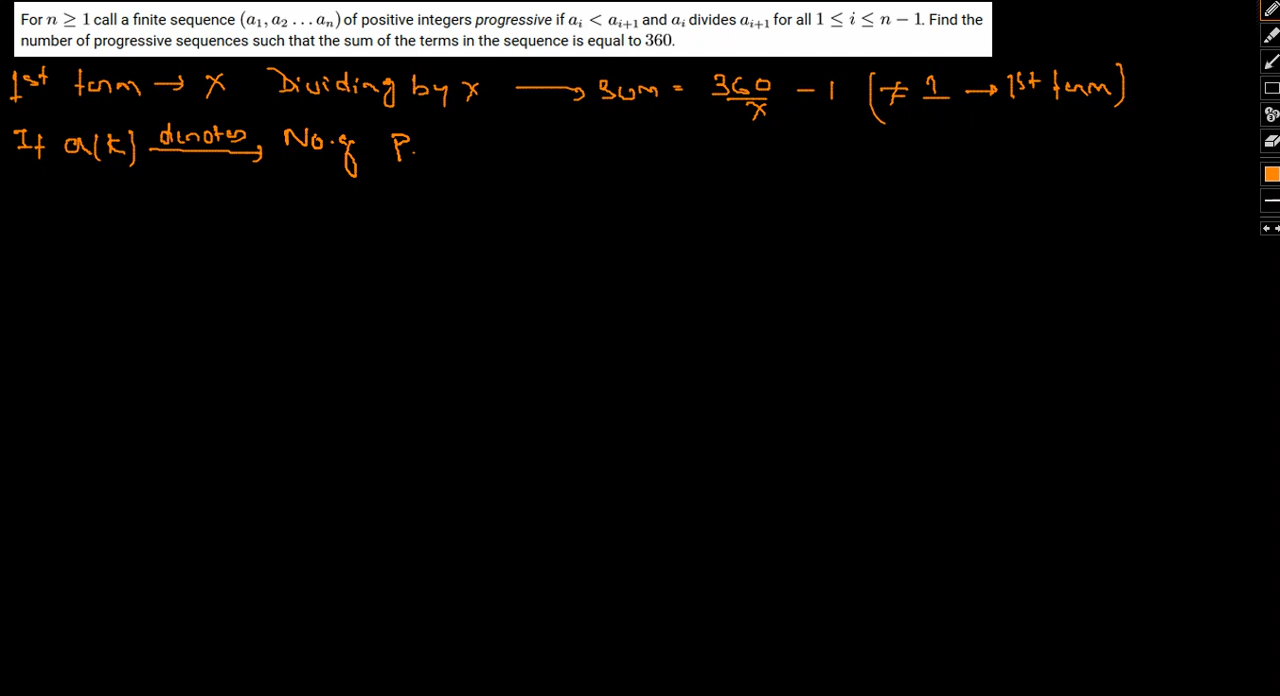 For n ≥ 1 call a finite sequence (a₁, a₂ … aₙ) of positive integers progressive if aᵢ < aᵢ₊₁ and aᵢ divides aᵢ₊₁ for all 1 ≤ i ≤ n − 1. Find the
number of progressive sequences such that the sum of the terms in the sequence is equal to 360.
1st term → x Dividing by x → sum = 360/x - 1 (≠ 1 → 1st term)
If a(k) denotes → No. of P.